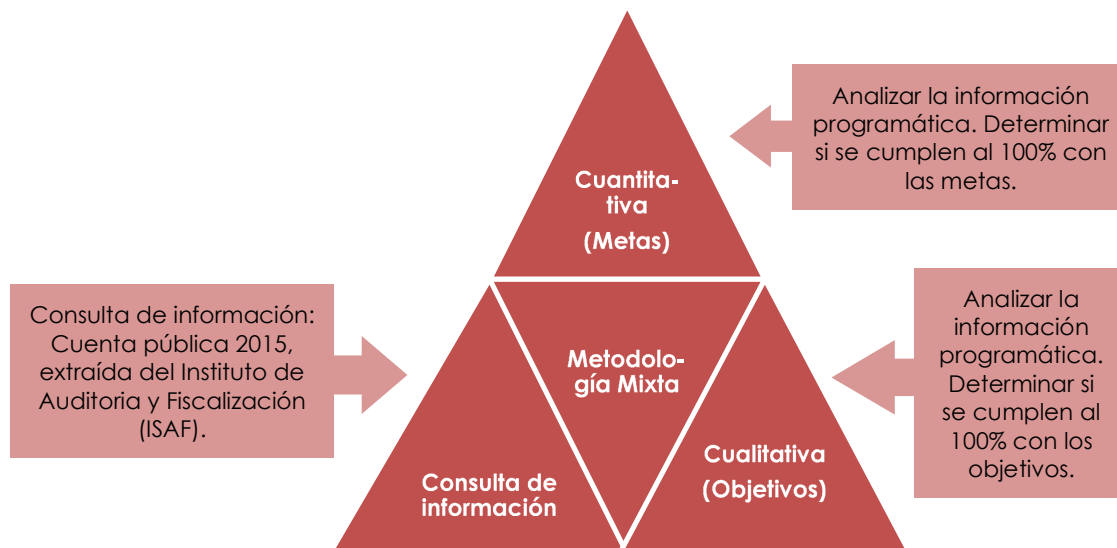 Cuantita-
tiva
(Metas)
Analizar la información
programática. Determinar
si se cumplen al 100% con
las metas.
Consulta de información:
Cuenta pública 2015,
extraída del Instituto de
Auditoria y Fiscalización
(ISAF).
Metodolo-
gía Mixta
Analizar la
información
programática.
Determinar si
se cumplen al
100% con los
objetivos.
Consulta de
información
Cualitativa
(Objetivos)